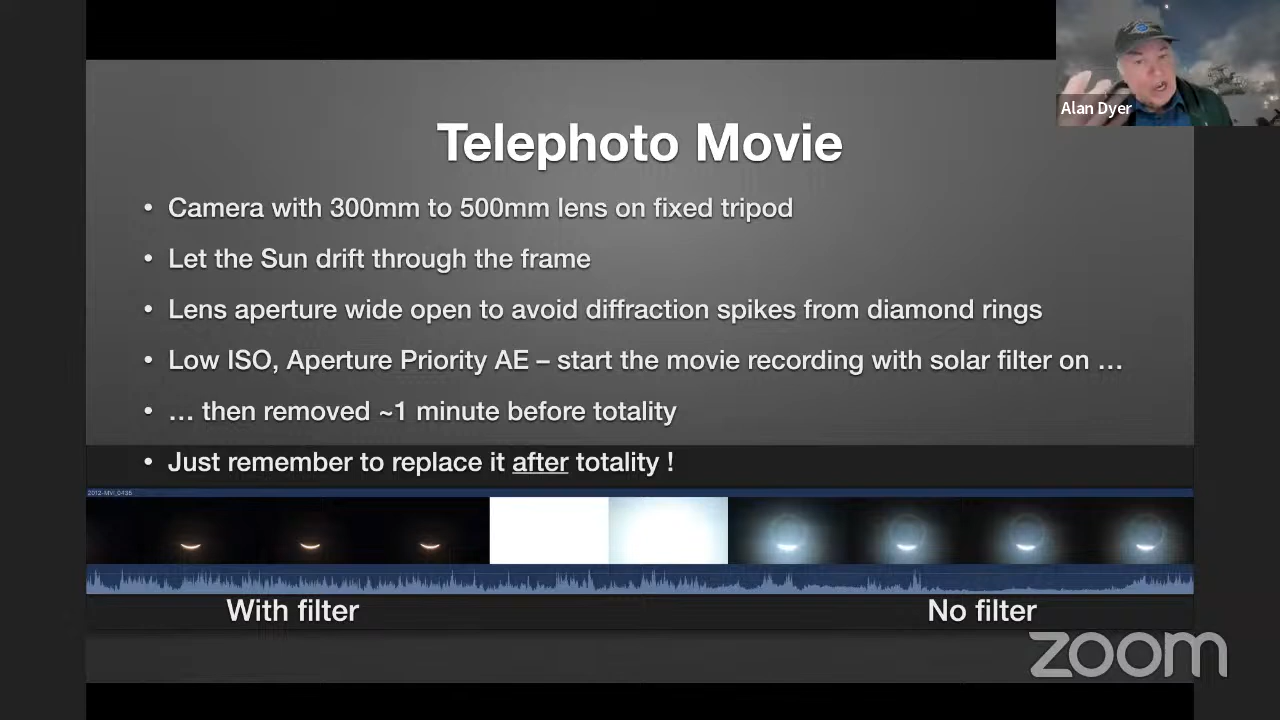 Alan Dyer
Telephoto Movie
• Camera with 300mm to 500mm lens on fixed tripod
• Let the Sun drift through the frame
• Lens aperture wide open to avoid diffraction spikes from diamond rings
• Low ISO, Aperture Priority AE – start the movie recording with solar filter on …
• … then removed ~1 minute before totality
• Just remember to replace it after totality !
2012-MVI_0436
With filter
No filter
zoom